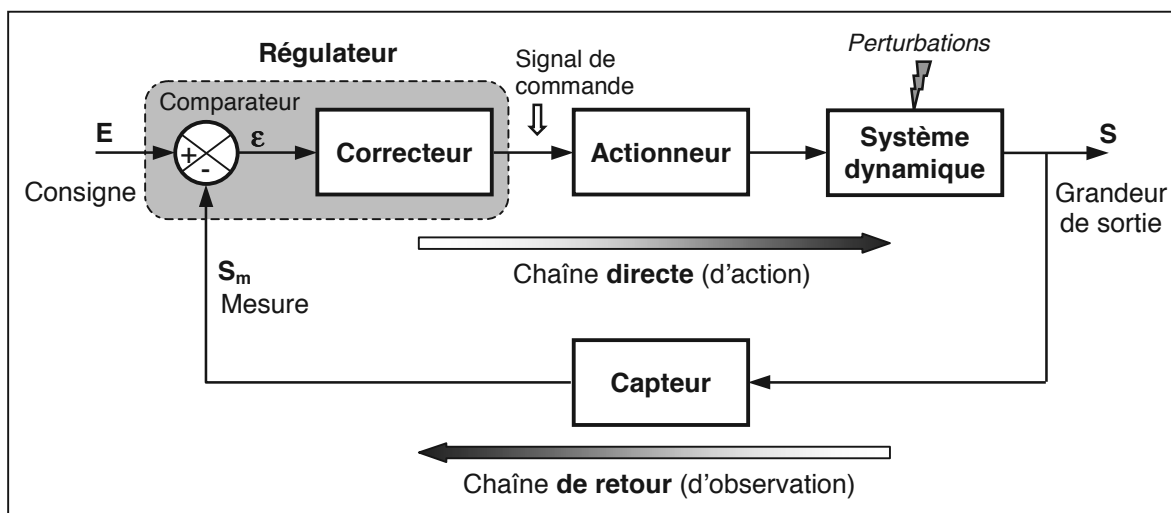 Régulateur
Signal de
commande
Perturbations
Comparateur
E
+
-
ε
Correcteur
Actionneur
Système
dynamique
S
Consigne
Grandeur
de sortie
Chaîne directe (d'action)
Sm
Mesure
Capteur
Chaîne de retour (d'observation)